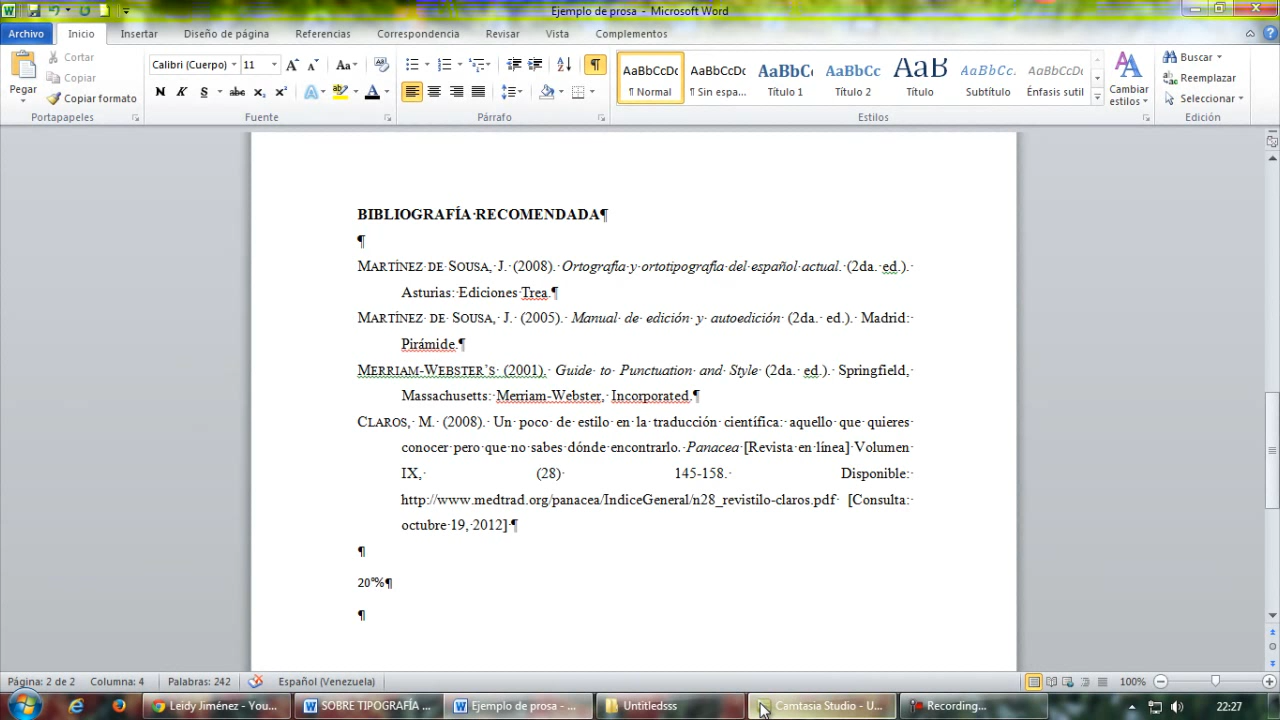 Ejemplo de prosa - Microsoft Word
Archivo Inicio Insertar Diseño de página Referencias Correspondencia Revisar Vista Complementos
Pegar
Cortar
Copiar
Copiar formato
Portapapeles
Calibri (Cuerpo) 11
N K S abc x₂ x²
Fuente
Párrafo
AaBbCcDc AaBbCcDc AaBbC AaBbCc AaB AaBbCc. AaBbCcDc
¶ Normal ¶ Sin espa... Título 1 Título 2 Título Subtítulo Énfasis sutil
Cambiar estilos
Estilos
Buscar
Reemplazar
Seleccionar
Edición
BIBLIOGRAFÍA·RECOMENDADA¶
¶
MARTÍNEZ·DE·SOUSA,·J.·(2008).·Ortografía·y·ortotipografía·del·español·actual.·(2da.·ed.).·
Asturias:·Ediciones·Trea.¶
MARTÍNEZ·DE·SOUSA,·J.·(2005).·Manual·de·edición·y·autoedición·(2da.·ed.).·Madrid:·
Pirámide.¶
MERRIAM-WEBSTER’S·(2001).·Guide·to·Punctuation·and·Style·(2da.·ed.).·Springfield,·
Massachusetts:·Merriam-Webster,·Incorporated.¶
CLAROS,·M.·(2008).·Un·poco·de·estilo·en·la·traducción·científica:·aquello·que·quieres·
conocer·pero·que·no·sabes·dónde·encontrarlo.·Panacea·[Revista·en·línea]·Volumen·
IX,·(28)·145-158.·Disponible:·
http://www.medtrad.org/panacea/IndiceGeneral/n28_revistilo-claros.pdf·[Consulta:·
octubre·19,·2012]·¶
¶
20°%¶
¶
Página: 2 de 2 Columna: 4 Palabras: 242 Español (Venezuela) 100%
Leidy Jiménez - You... SOBRE TIPOGRAFÍA ... Ejemplo de prosa - ... Untitledsss Camtasia Studio - U... Recording... 22:27